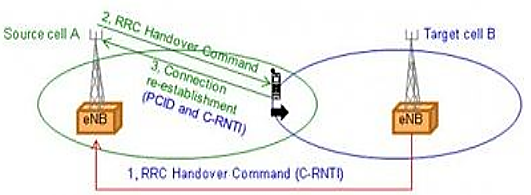 Source cell A
Target cell B
2, RRC Handover Command
3, Connection
re-establishment
(PCID and C-RNTI)
eNB
eNB
1, RRC Handover Command (C-RNTI)